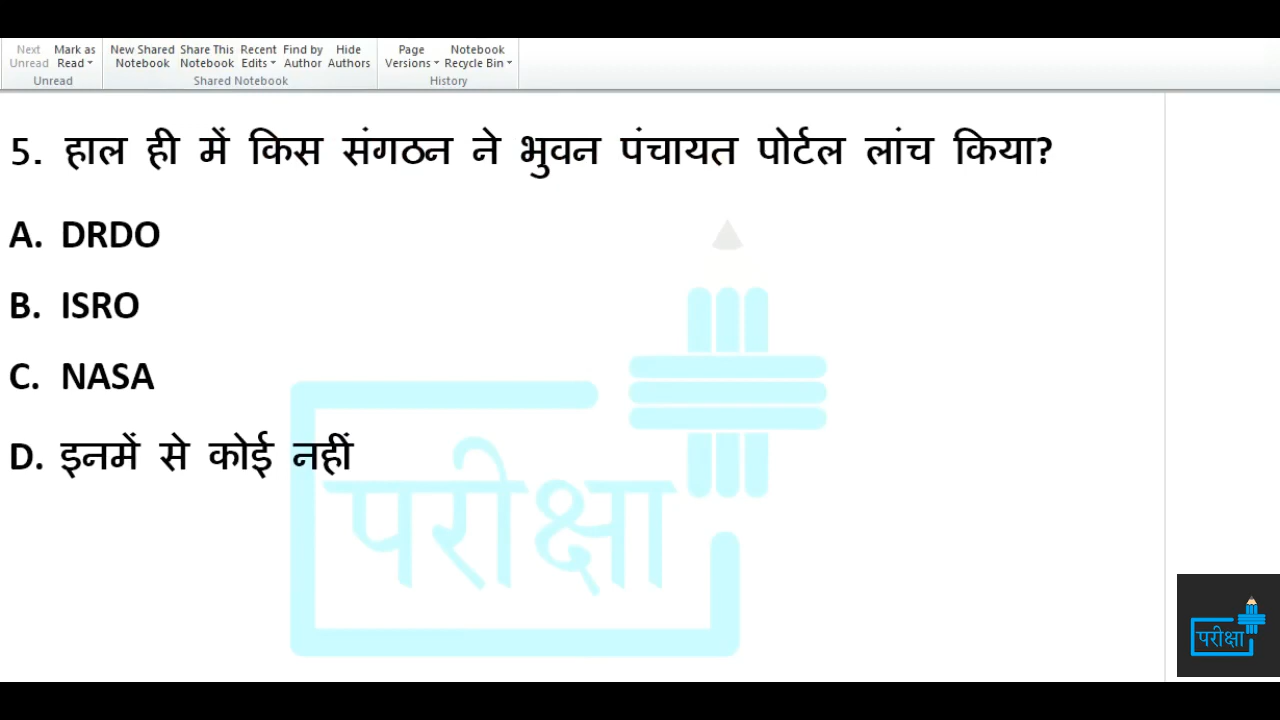 Next Mark as New Shared Share This Recent Find by Hide Page Notebook
Unread Read Notebook Notebook Edits Author Authors Versions Recycle Bin
Unread Shared Notebook History
5. हाल ही में किस संगठन ने भुवन पंचायत पोर्टल लांच किया?
A. DRDO
B. ISRO
C. NASA
D. इनमें से कोई नहीं
परीक्षा
परीक्षा